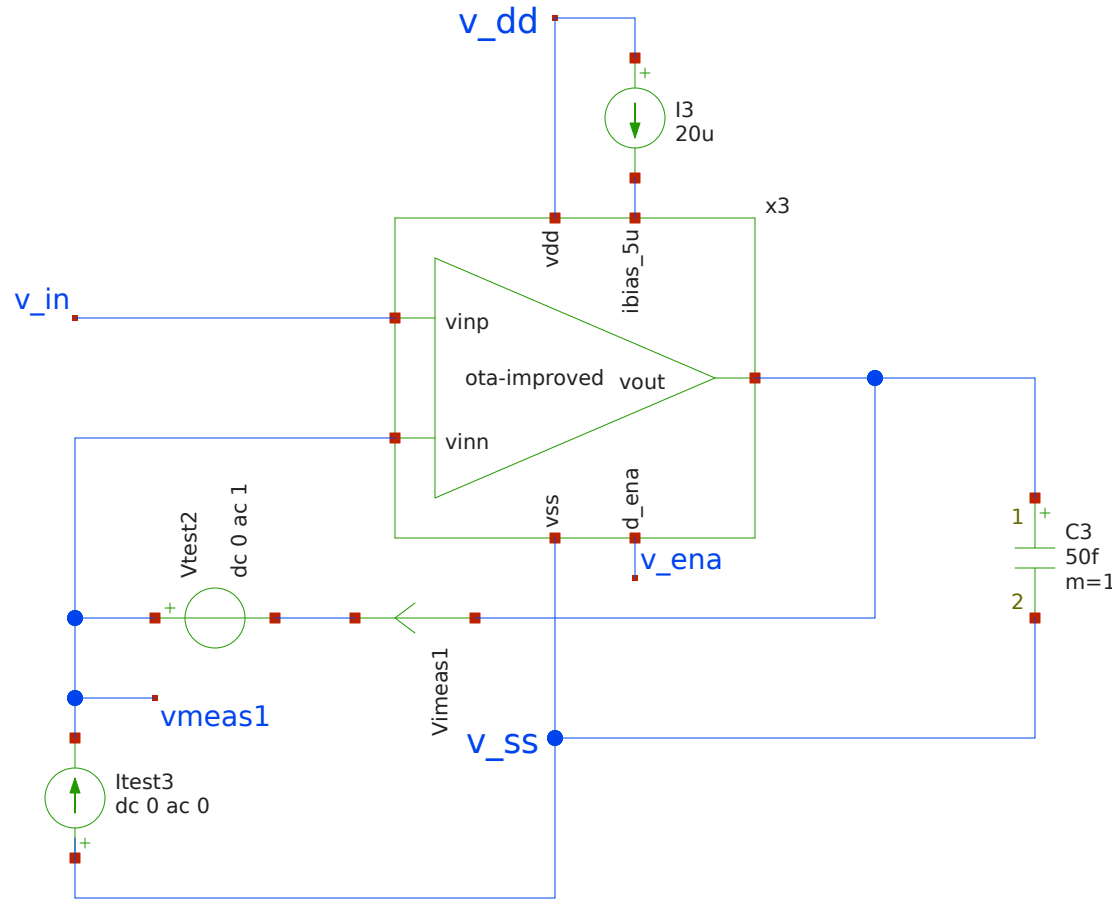 v_dd
+
I3
20u
x3
vdd
ibias_5u
v_in
vinp
ota-improved
vout
vinn
vss
d_ena
v_ena
Vtest2
dc 0 ac 1
+
1
+
C3
50f
m=1
2
Vimeas1
vmeas1
v_ss
Itest3
dc 0 ac 0
+